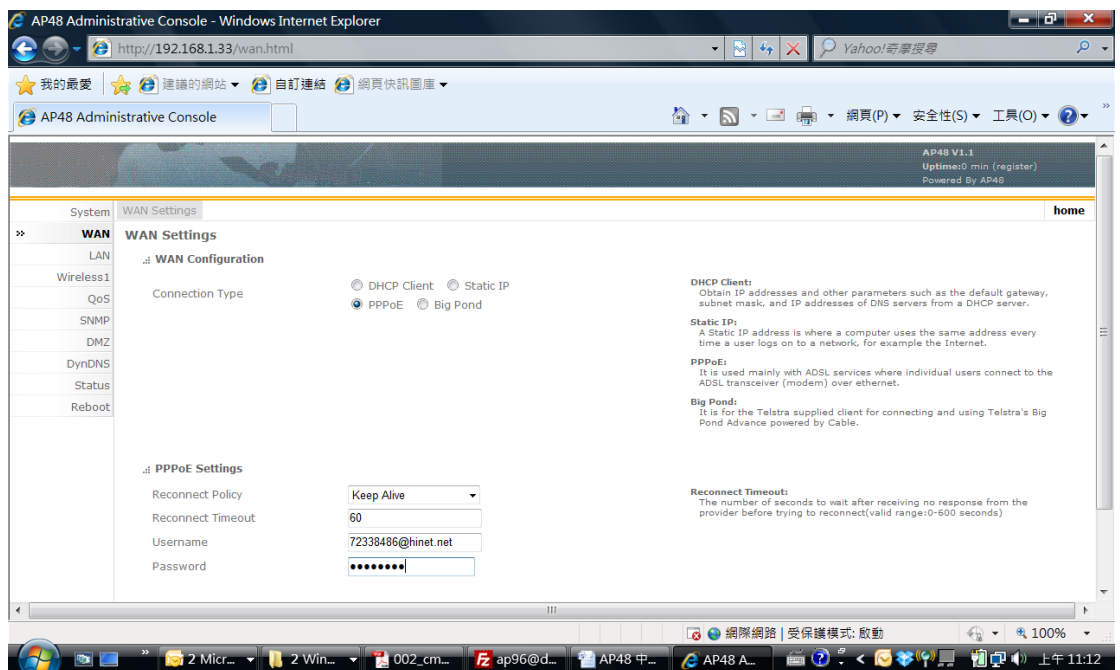 AP48 Administrative Console - Windows Internet Explorer
http://192.168.1.33/wan.html
Yahoo!奇摩搜尋
我的最愛
建議的網站
自訂連結
網頁快訊圖庫
AP48 Administrative Console
網頁(P)
安全性(S)
工具(O)
AP48 V1.1
Uptime:0 min (register)
Powered By AP48
System
WAN
LAN
Wireless1
QoS
SNMP
DMZ
DynDNS
Status
Reboot
WAN Settings
home
WAN Settings
.: WAN Configuration
Connection Type
DHCP Client
Static IP
PPPoE
Big Pond
DHCP Client:
Obtain IP addresses and other parameters such as the default gateway,
subnet mask, and IP addresses of DNS servers from a DHCP server.
Static IP:
A Static IP address is where a computer uses the same address every
time a user logs on to a network, for example the Internet.
PPPoE:
It is used mainly with ADSL services where individual users connect to the
ADSL transceiver (modem) over ethernet.
Big Pond:
It is for the Telstra supplied client for connecting and using Telstra's Big
Pond Advance powered by Cable.
.: PPPoE Settings
Reconnect Policy
Keep Alive
Reconnect Timeout
60
Username
72338486@hinet.net
Password
••••••••
Reconnect Timeout:
The number of seconds to wait after receiving no response from the
provider before trying to reconnect(valid range:0-600 seconds)
網際網路 | 受保護模式: 啟動
100%
2 Micr...
2 Win...
002_cm...
ap96@d...
AP48 中...
AP48 A...
上午 11:12